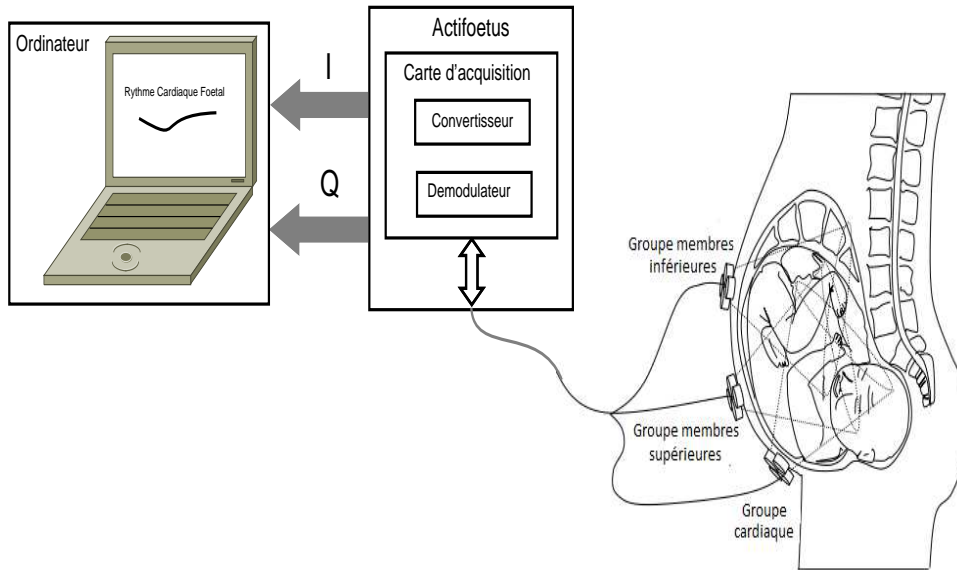 Ordinateur
Rythme Cardiaque Foetal
I
Q
Actifoetus
Carte d'acquisition
Convertisseur
Demodulateur
Groupe membres
inférieures
Groupe membres
supérieures
Groupe
cardiaque